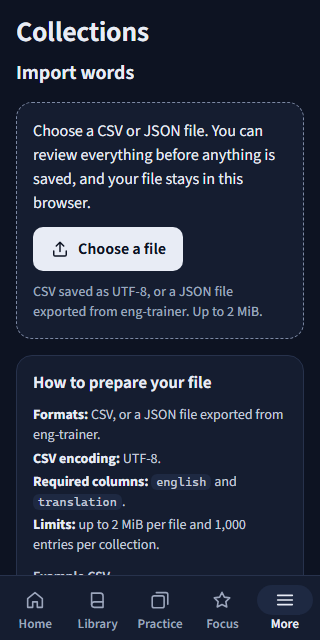 Collections
Import words
Choose a CSV or JSON file. You can
review everything before anything is
saved, and your file stays in this
browser.
Choose a file
CSV saved as UTF-8, or a JSON file
exported from eng-trainer. Up to 2 MiB.
How to prepare your file
Formats: CSV, or a JSON file exported from
eng-trainer.
CSV encoding: UTF-8.
Required columns: english and
translation.
Limits: up to 2 MiB per file and 1,000
entries per collection.
Example CSV
Home Library Practice Focus More